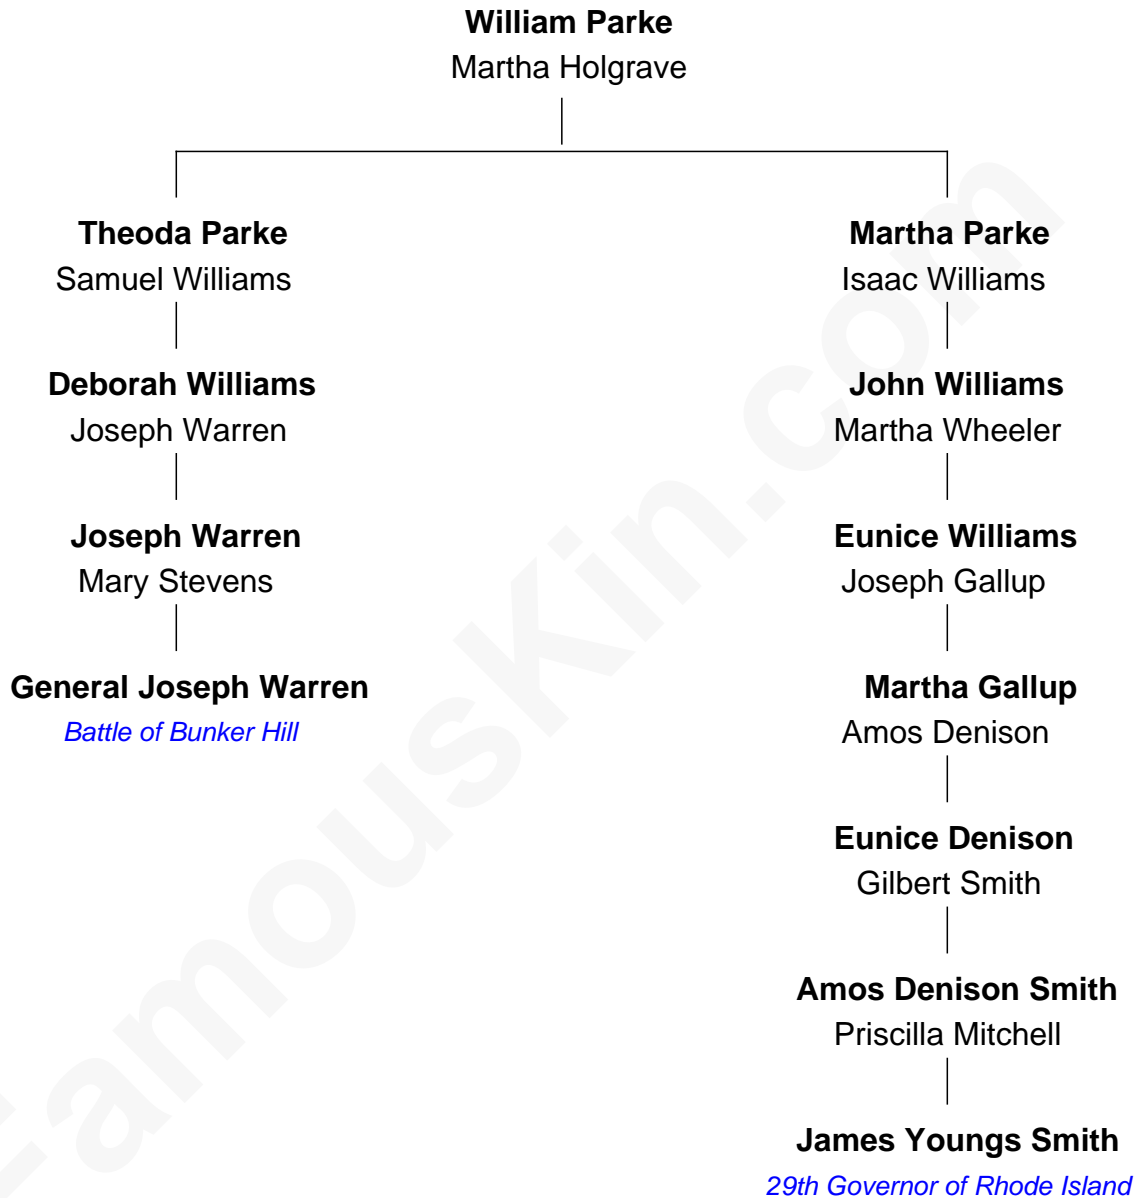 William Parke
Martha Holgrave
Theoda Parke
Samuel Williams
Martha Parke
Isaac Williams
Deborah Williams
Joseph Warren
John Williams
Martha Wheeler
Joseph Warren
Mary Stevens
Eunice Williams
Joseph Gallup
General Joseph Warren
Battle of Bunker Hill
Martha Gallup
Amos Denison
Eunice Denison
Gilbert Smith
Amos Denison Smith
Priscilla Mitchell
James Youngs Smith
29th Governor of Rhode Island
FamousKin.com